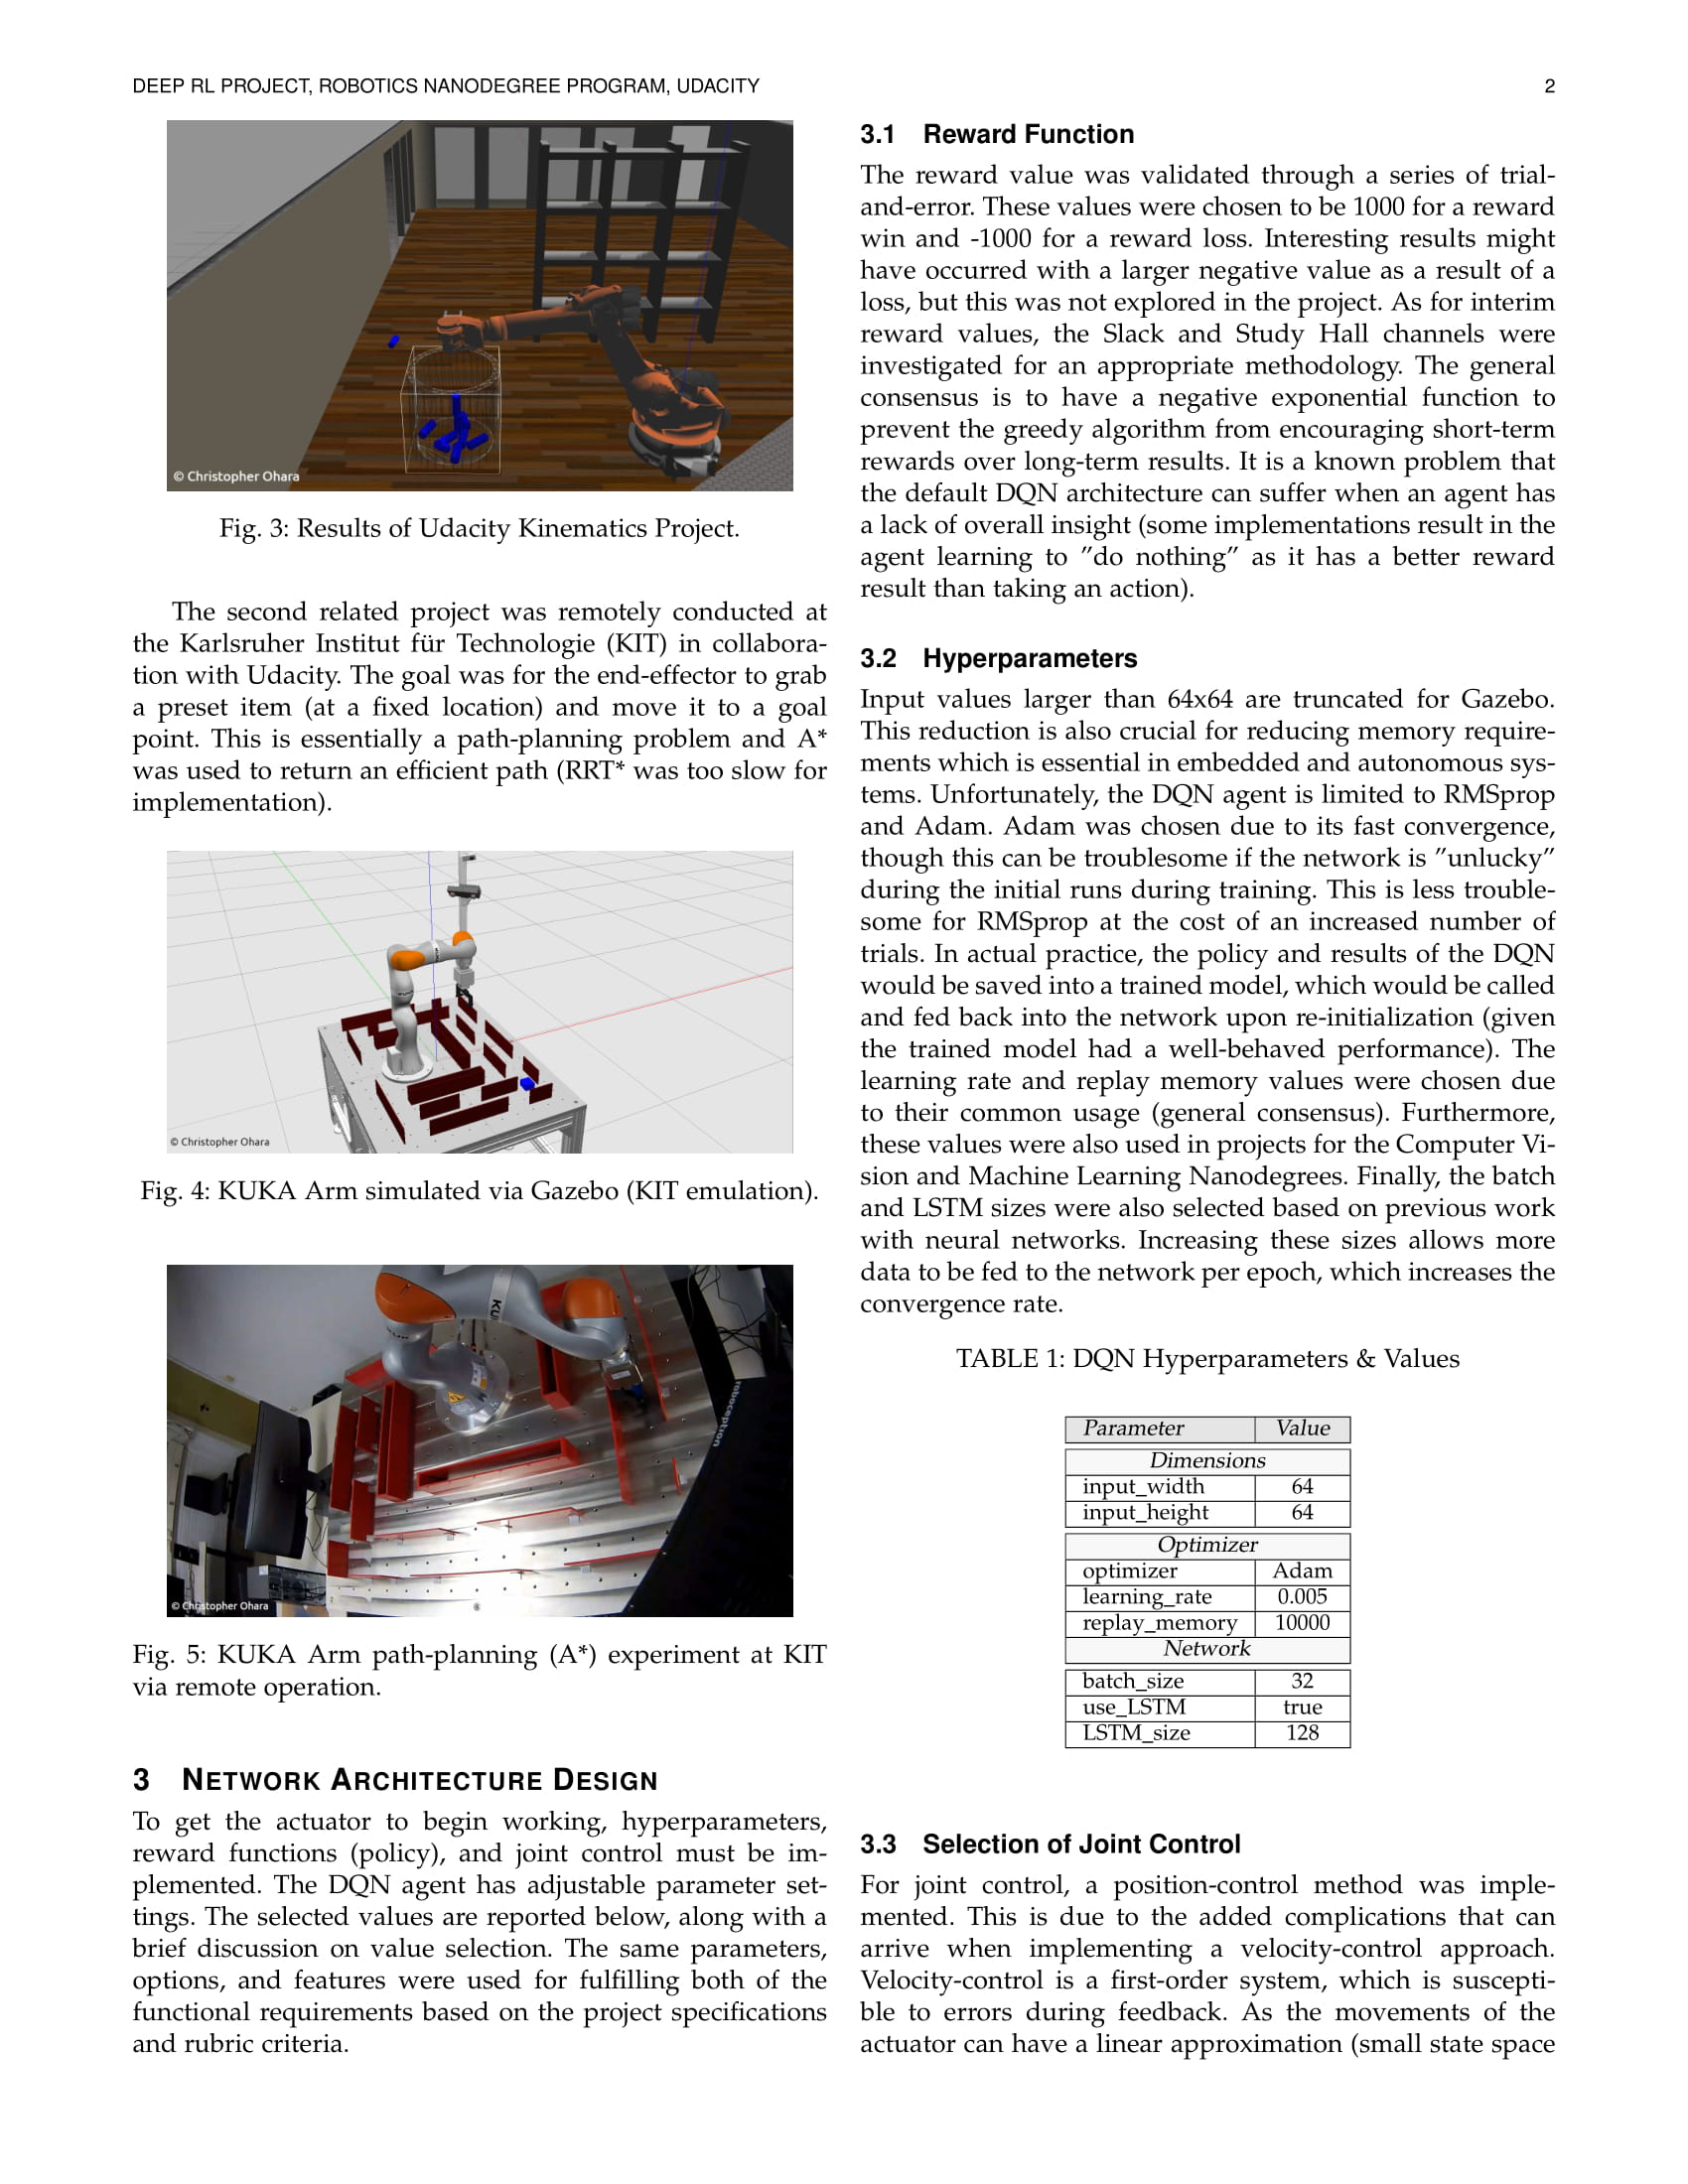 DEEP RL PROJECT, ROBOTICS NANODEGREE PROGRAM, UDACITY 2
© Christopher Ohara
Fig. 3: Results of Udacity Kinematics Project.
The second related project was remotely conducted at
the Karlsruher Institut für Technologie (KIT) in collabora-
tion with Udacity. The goal was for the end-effector to grab
a preset item (at a fixed location) and move it to a goal
point. This is essentially a path-planning problem and A*
was used to return an efficient path (RRT* was too slow for
implementation).
© Christopher Ohara
Fig. 4: KUKA Arm simulated via Gazebo (KIT emulation).
KU
roboception
© Christopher Ohara
Fig. 5: KUKA Arm path-planning (A*) experiment at KIT
via remote operation.
3 NETWORK ARCHITECTURE DESIGN
To get the actuator to begin working, hyperparameters,
reward functions (policy), and joint control must be im-
plemented. The DQN agent has adjustable parameter set-
tings. The selected values are reported below, along with a
brief discussion on value selection. The same parameters,
options, and features were used for fulfilling both of the
functional requirements based on the project specifications
and rubric criteria.
3.1 Reward Function
The reward value was validated through a series of trial-
and-error. These values were chosen to be 1000 for a reward
win and -1000 for a reward loss. Interesting results might
have occurred with a larger negative value as a result of a
loss, but this was not explored in the project. As for interim
reward values, the Slack and Study Hall channels were
investigated for an appropriate methodology. The general
consensus is to have a negative exponential function to
prevent the greedy algorithm from encouraging short-term
rewards over long-term results. It is a known problem that
the default DQN architecture can suffer when an agent has
a lack of overall insight (some implementations result in the
agent learning to ”do nothing” as it has a better reward
result than taking an action).
3.2 Hyperparameters
Input values larger than 64x64 are truncated for Gazebo.
This reduction is also crucial for reducing memory require-
ments which is essential in embedded and autonomous sys-
tems. Unfortunately, the DQN agent is limited to RMSprop
and Adam. Adam was chosen due to its fast convergence,
though this can be troublesome if the network is ”unlucky”
during the initial runs during training. This is less trouble-
some for RMSprop at the cost of an increased number of
trials. In actual practice, the policy and results of the DQN
would be saved into a trained model, which would be called
and fed back into the network upon re-initialization (given
the trained model had a well-behaved performance). The
learning rate and replay memory values were chosen due
to their common usage (general consensus). Furthermore,
these values were also used in projects for the Computer Vi-
sion and Machine Learning Nanodegrees. Finally, the batch
and LSTM sizes were also selected based on previous work
with neural networks. Increasing these sizes allows more
data to be fed to the network per epoch, which increases the
convergence rate.
TABLE 1: DQN Hyperparameters & Values
Parameter Value
Dimensions
input_width 64
input_height 64
Optimizer
optimizer Adam
learning_rate 0.005
replay_memory 10000
Network
batch_size 32
use_LSTM true
LSTM_size 128
3.3 Selection of Joint Control
For joint control, a position-control method was imple-
mented. This is due to the added complications that can
arrive when implementing a velocity-control approach.
Velocity-control is a first-order system, which is suscepti-
ble to errors during feedback. As the movements of the
actuator can have a linear approximation (small state space